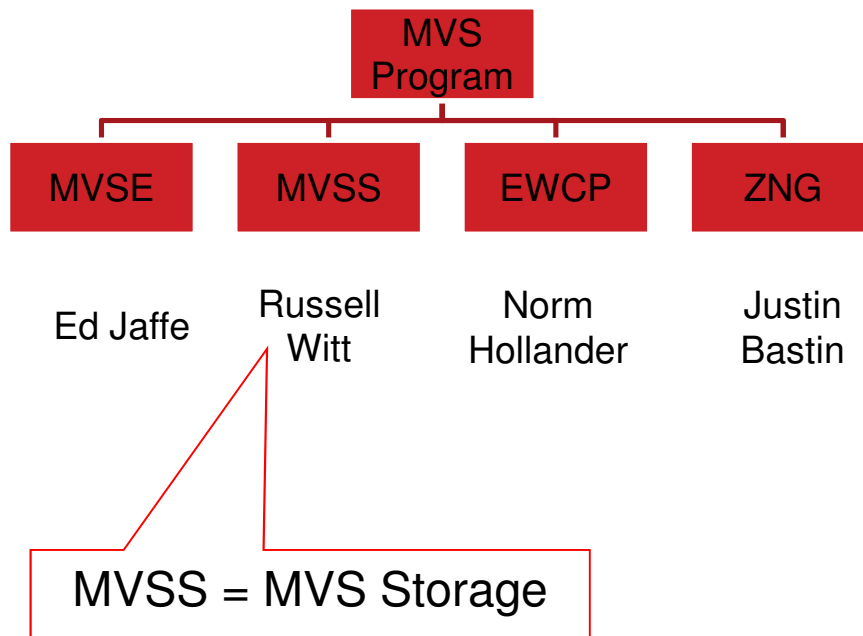 MVS
Program
MVSE
MVSS
EWCP
ZNG
Ed Jaffe
Russell
Witt
Norm
Hollander
Justin
Bastin
MVSS = MVS Storage